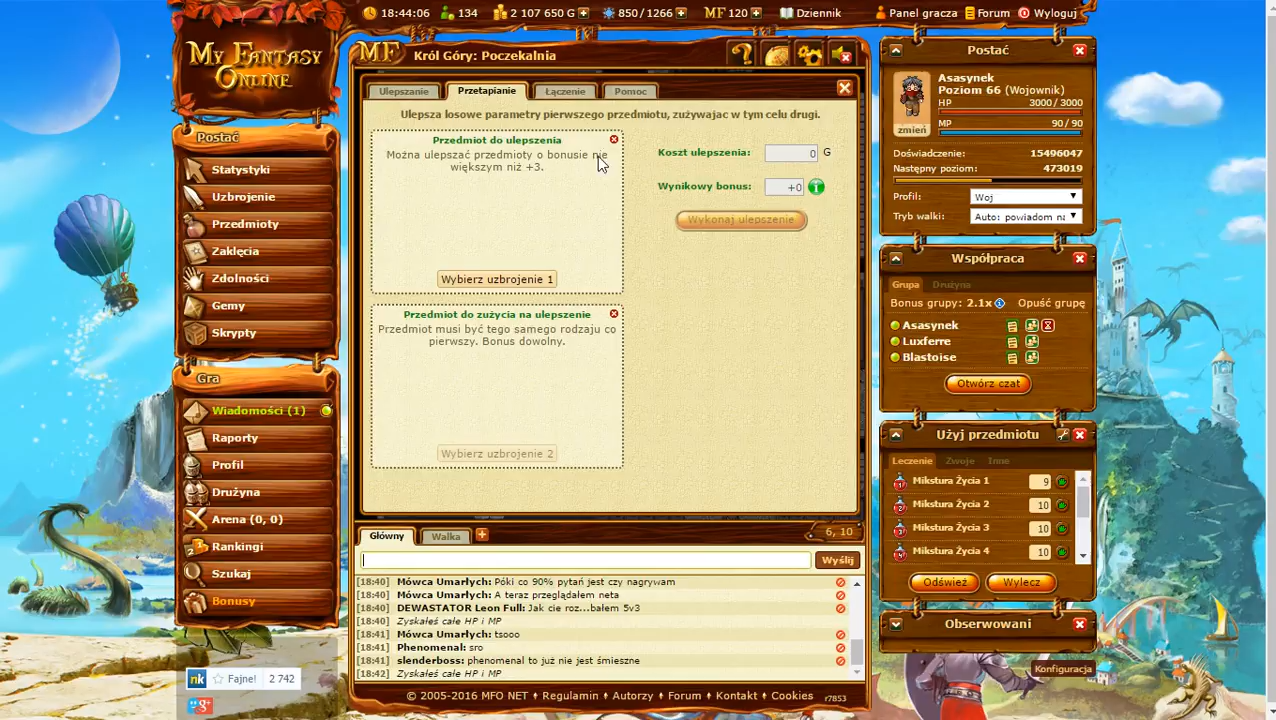 18:44:06 134 2 107 650 G 850 / 1266 MF 120 Dziennik Panel gracza Forum Wyloguj
MY FANTASY
ONLINE
MF Król Góry: Poczekalnia
Ulepszanie Przetapianie Łączenie Pomoc
Ulepsza losowe parametry pierwszego przedmiotu, zużywajac w tym celu drugi.
Przedmiot do ulepszenia
Można ulepszać przedmioty o bonusie nie
większym niż +3.
Wybierz uzbrojenie 1
Przedmiot do zużycia na ulepszenie
Przedmiot musi być tego samego rodzaju co
pierwszy. Bonus dowolny.
Wybierz uzbrojenie 2
Koszt ulepszenia: 0 G
Wynikowy bonus: +0
Wykonaj ulepszenie
Postać
Statystyki
Uzbrojenie
Przedmioty
Zaklęcia
Zdolności
Gemy
Skrypty
Gra
Wiadomości (1)
Raporty
Profil
Drużyna
Arena (0, 0)
Rankingi
Szukaj
Bonusy
nk Fajne! 2 742
Główny Walka 6, 10
Wyślij
[18:40] Mówca Umarłych: Póki co 90% pytań jest czy nagrywam
[18:40] Mówca Umarłych: A teraz przeglądałem neta
[18:40] DEWASTATOR Leon Full: Jak cie roz...bałem 5v3
[18:40] Zyskałeś całe HP i MP
[18:41] Mówca Umarłych: tsooo
[18:41] Phenomenal: sro
[18:41] slenderboss: phenomenal to już nie jest śmieszne
[18:42] Zyskałeś całe HP i MP
© 2005-2016 MFO NET Regulamin Autorzy Forum Kontakt Cookies r7853
Postać
Asasynek
Poziom 66 (Wojownik)
HP 3000 / 3000
MP 90 / 90
zmień
Doświadczenie: 15496047
Następny poziom: 473019
Profil: Woj
Tryb walki: Auto: powiadom na
Współpraca
Grupa Drużyna
Bonus grupy: 2.1x Opuść grupę
Asasynek
Luxferre
Blastoise
Otwórz czat
Użyj przedmiotu
Leczenie Zwoje Inne
Mikstura Życia 1 9
Mikstura Życia 2 10
Mikstura Życia 3 10
Mikstura Życia 4 10
Odśwież Wylecz
Obserwowani
Konfiguracja